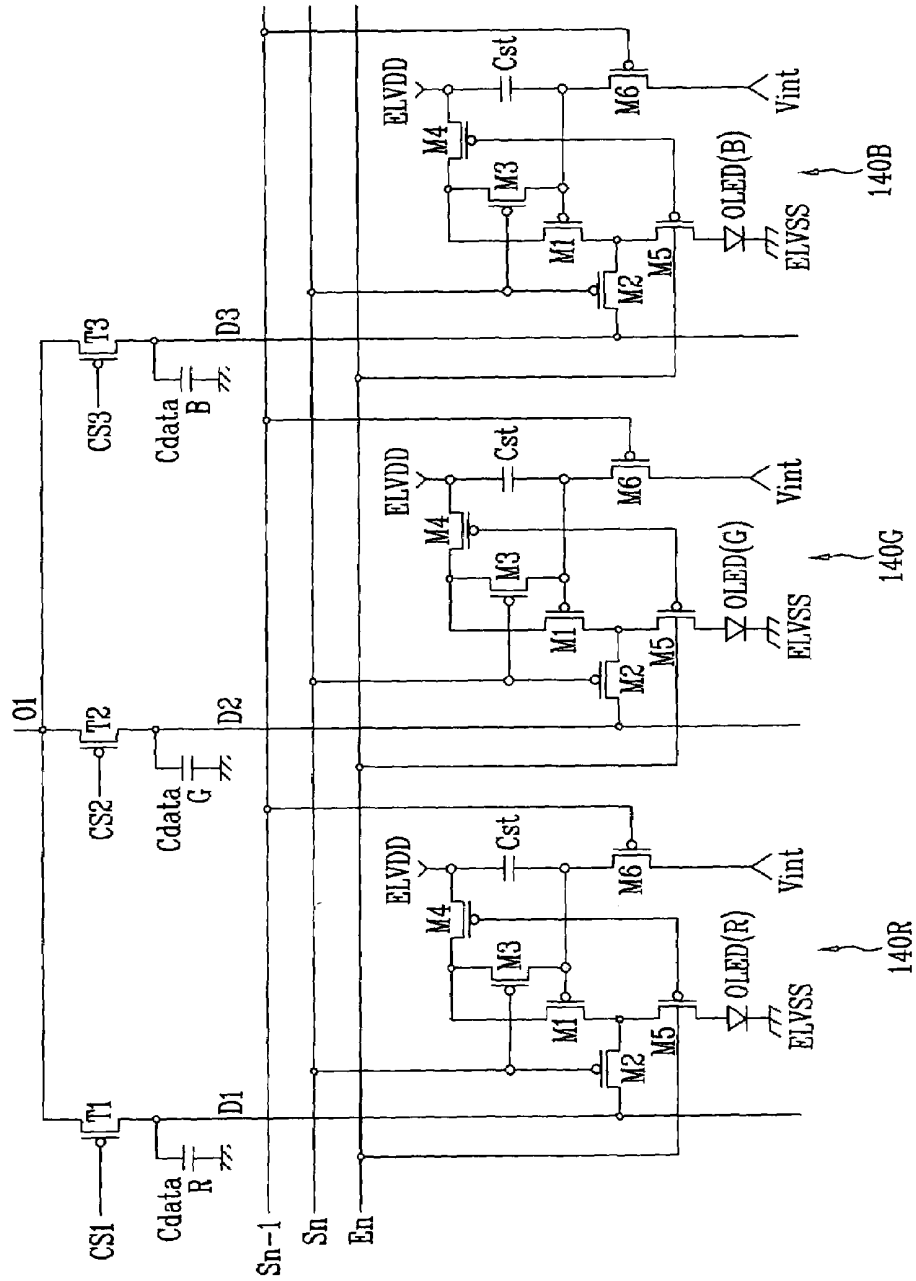 O1
CS1
T1
CS2
T2
CS3
T3
Cdata
R
D1
Cdata
G
D2
Cdata
B
D3
Sn-1
Sn
En
ELVDD
M4
Cst
M3
M1
M2
M6
M5
OLED(R)
Vint
ELVSS
140R
ELVDD
M4
Cst
M3
M1
M2
M6
M5
OLED(G)
Vint
ELVSS
140G
ELVDD
M4
Cst
M3
M1
M2
M6
M5
OLED(B)
Vint
ELVSS
140B